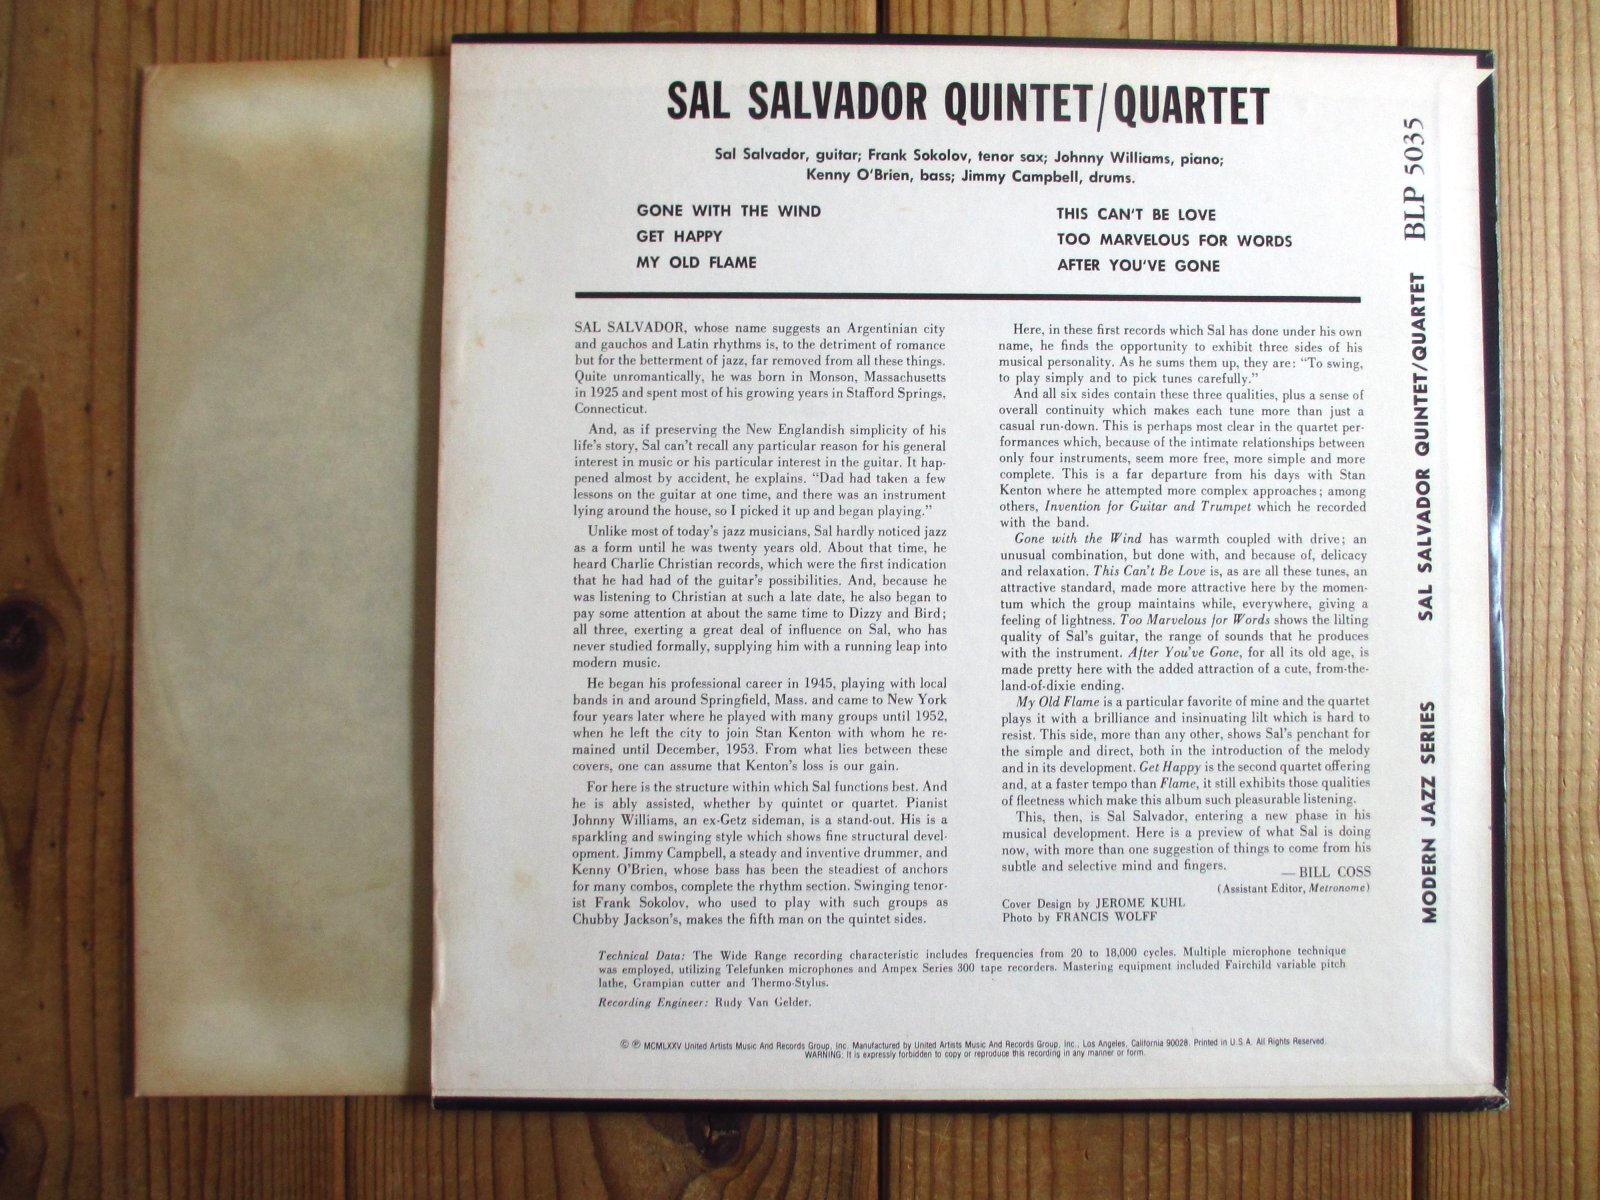 SAL SALVADOR QUINTET/QUARTET
Sal Salvador, guitar; Frank Sokolov, tenor sax; Johnny Williams, piano;
Kenny O'Brien, bass; Jimmy Campbell, drums.
GONE WITH THE WIND
GET HAPPY
MY OLD FLAME
THIS CAN'T BE LOVE
TOO MARVELOUS FOR WORDS
AFTER YOU'VE GONE
SAL SALVADOR, whose name suggests an Argentinian city
and gauchos and Latin rhythms is, to the detriment of romance
but for the betterment of jazz, far removed from all these things.
Quite unromantically, he was born in Monson, Massachusetts
in 1925 and spent most of his growing years in Stafford Springs,
Connecticut.
And, as if preserving the New Englandish simplicity of his
life's story, Sal can't recall any particular reason for his general
interest in music or his particular interest in the guitar. It hap-
pened almost by accident, he explains. "Dad had taken a few
lessons on the guitar at one time, and there was an instrument
lying around the house, so I picked it up and began playing."
Unlike most of today's jazz musicians, Sal hardly noticed jazz
as a form until he was twenty years old. About that time, he
heard Charlie Christian records, which were the first indication
that he had had of the guitar's possibilities. And, because he
was listening to Christian at such a late date, he also began to
pay some attention at about the same time to Dizzy and Bird;
all three, exerting a great deal of influence on Sal, who has
never studied formally, supplying him with a running leap into
modern music.
He began his professional career in 1945, playing with local
bands in and around Springfield, Mass. and came to New York
four years later where he played with many groups until 1952,
when he left the city to join Stan Kenton with whom he re-
mained until December, 1953. From what lies between these
covers, one can assume that Kenton's loss is our gain.
For here is the structure within which Sal functions best. And
he is ably assisted, whether by quintet or quartet. Pianist
Johnny Williams, an ex-Getz sideman, is a stand-out. His is a
sparkling and swinging style which shows fine structural devel-
opment. Jimmy Campbell, a steady and inventive drummer, and
Kenny O'Brien, whose bass has been the steadiest of anchors
for many combos, complete the rhythm section. Swinging tenor-
ist Frank Sokolov, who used to play with such groups as
Chubby Jackson's, makes the fifth man on the quintet sides.
Here, in these first records which Sal has done under his own
name, he finds the opportunity to exhibit three sides of his
musical personality. As he sums them up, they are: "To swing,
to play simply and to pick tunes carefully."
And all six sides contain these three qualities, plus a sense of
overall continuity which makes each tune more than just a
casual run-down. This is perhaps most clear in the quartet per-
formances which, because of the intimate relationships between
only four instruments, seem more free, more simple and more
complete. This is a far departure from his days with Stan
Kenton where he attempted more complex approaches; among
others, Invention for Guitar and Trumpet which he recorded
with the band.
Gone with the Wind has warmth coupled with drive; an
unusual combination, but done with, and because of, delicacy
and relaxation. This Can't Be Love is, as are all these tunes, an
attractive standard, made more attractive here by the momen-
tum which the group maintains while, everywhere, giving a
feeling of lightness. Too Marvelous for Words shows the lilting
quality of Sal's guitar, the range of sounds that he produces
with the instrument. After You've Gone, for all its old age, is
made pretty here with the added attraction of a cute, from-the-
land-of-dixie ending.
My Old Flame is a particular favorite of mine and the quartet
plays it with a brilliance and insinuating lilt which is hard to
resist. This side, more than any other, shows Sal's penchant for
the simple and direct, both in the introduction of the melody
and in its development. Get Happy is the second quartet offering
and, at a faster tempo than Flame, it still exhibits those qualities
of fleetness which make this album such pleasurable listening.
This, then, is Sal Salvador, entering a new phase in his
musical development. Here is a preview of what Sal is doing
now, with more than one suggestion of things to come from his
subtle and selective mind and fingers.
— BILL COSS
(Assistant Editor, Metronome)
Cover Design by JEROME KUHL
Photo by FRANCIS WOLFF
Technical Data: The Wide Range recording characteristic includes frequencies from 20 to 18,000 cycles. Multiple microphone technique
was employed, utilizing Telefunken microphones and Ampex Series 300 tape recorders. Mastering equipment included Fairchild variable pitch
lathe, Grampian cutter and Thermo-Stylus.
Recording Engineer: Rudy Van Gelder.
© ℗ MCMLXXV United Artists Music And Records Group, Inc. Manufactured by United Artists Music And Records Group, Inc., Los Angeles, California 90028. Printed in U.S.A. All Rights Reserved.
WARNING: It is expressly forbidden to copy or reproduce this recording in any manner or form.
MODERN JAZZ SERIES SAL SALVADOR QUINTET/QUARTET BLP 5035